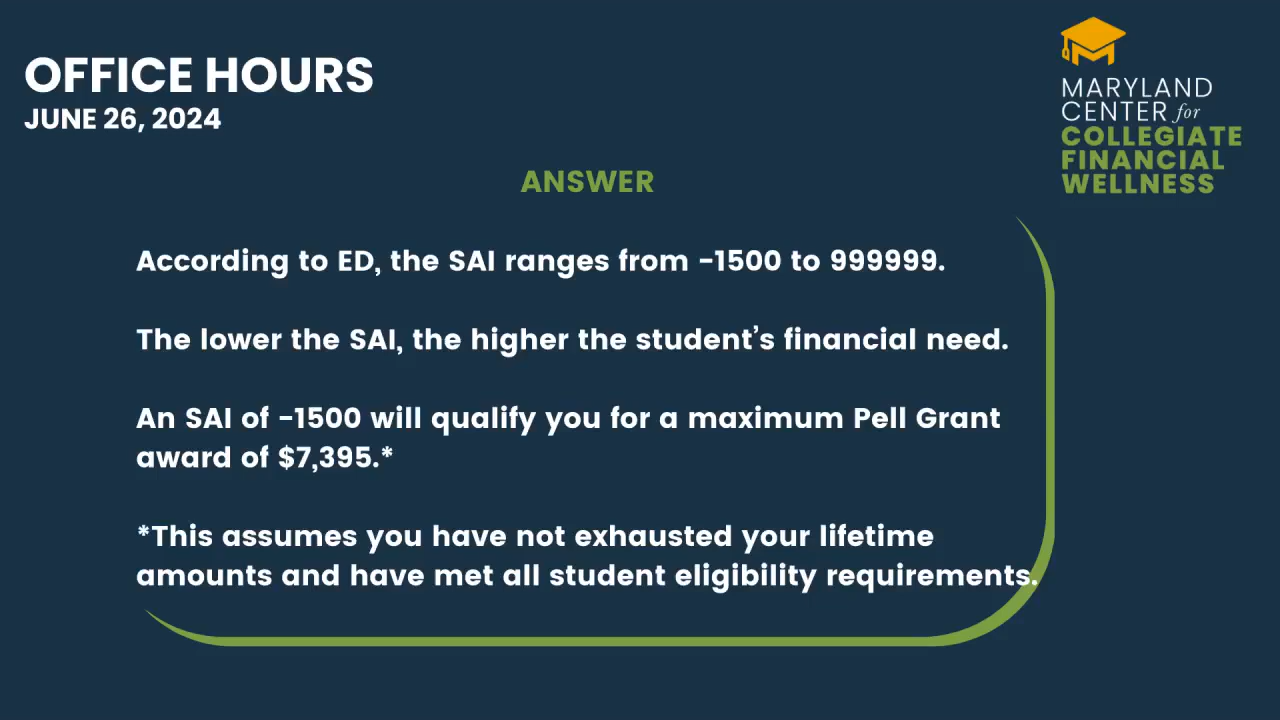 OFFICE HOURS
JUNE 26, 2024
MARYLAND
CENTER for
COLLEGIATE
FINANCIAL
WELLNESS
ANSWER
According to ED, the SAI ranges from -1500 to 999999.
The lower the SAI, the higher the student’s financial need.
An SAI of -1500 will qualify you for a maximum Pell Grant
award of $7,395.*
*This assumes you have not exhausted your lifetime
amounts and have met all student eligibility requirements.